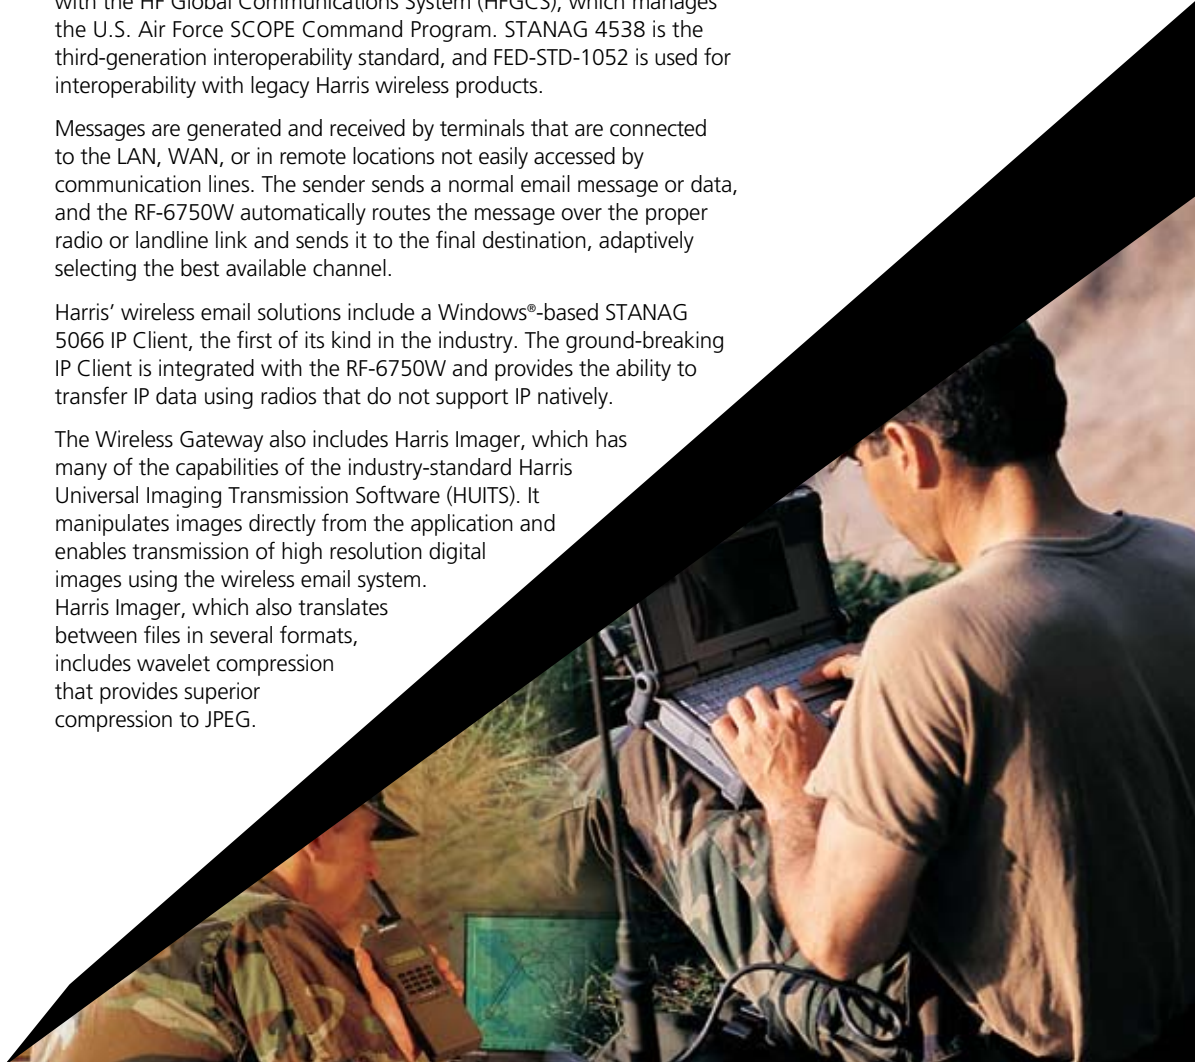 with the HF Global Communications System (HFGCS), which manages
the U.S. Air Force SCOPE Command Program. STANAG 4538 is the
third-generation interoperability standard, and FED-STD-1052 is used for
interoperability with legacy Harris wireless products.
Messages are generated and received by terminals that are connected
to the LAN, WAN, or in remote locations not easily accessed by
communication lines. The sender sends a normal email message or data,
and the RF-6750W automatically routes the message over the proper
radio or landline link and sends it to the final destination, adaptively
selecting the best available channel.
Harris’ wireless email solutions include a Windows®-based STANAG
5066 IP Client, the first of its kind in the industry. The ground-breaking
IP Client is integrated with the RF-6750W and provides the ability to
transfer IP data using radios that do not support IP natively.
The Wireless Gateway also includes Harris Imager, which has
many of the capabilities of the industry-standard Harris
Universal Imaging Transmission Software (HUITS). It
manipulates images directly from the application and
enables transmission of high resolution digital
images using the wireless email system.
Harris Imager, which also translates
between files in several formats,
includes wavelet compression
that provides superior
compression to JPEG.